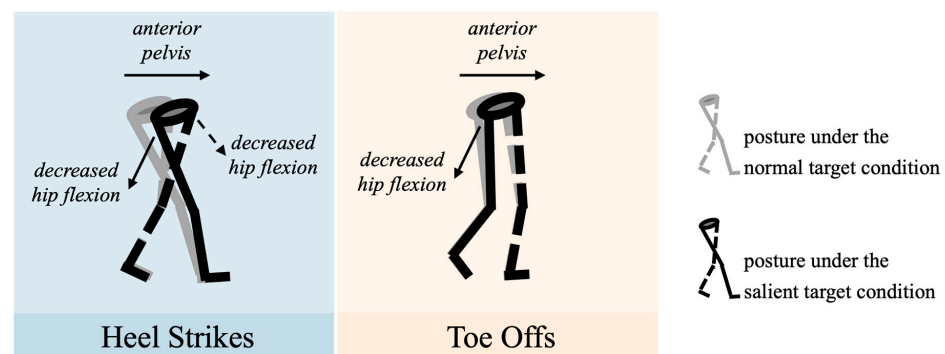 anterior
pelvis
decreased
hip flexion
decreased
hip flexion
Heel Strikes
anterior
pelvis
decreased
hip flexion
Toe Offs
posture under the
normal target condition
posture under the
salient target condition